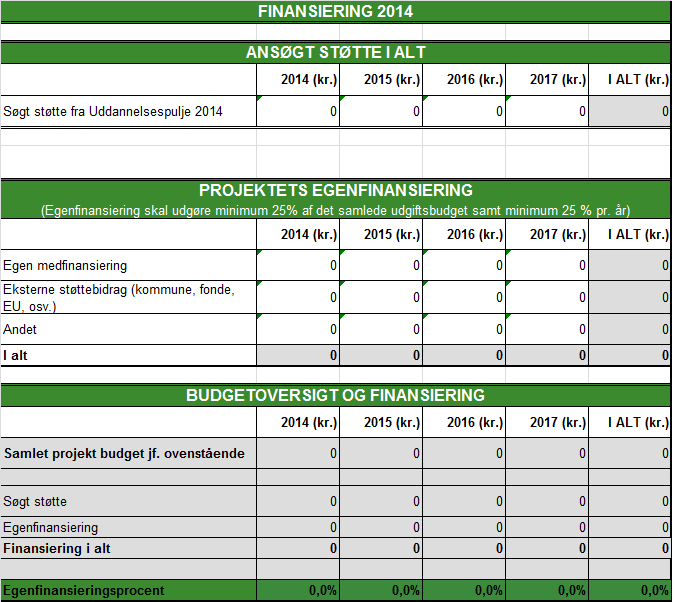 FINANSIERING 2014
ANSØGT STØTTE I ALT
2014 (kr.) 2015 (kr.) 2016 (kr.) 2017 (kr.) I ALT (kr.)
Søgt støtte fra Uddannelsespulje 2014 0 0 0 0 0
PROJEKTETS EGENFINANSIERING
(Egenfinansiering skal udgøre minimum 25% af det samlede udgiftsbudget samt minimum 25 % pr. år)
2014 (kr.) 2015 (kr.) 2016 (kr.) 2017 (kr.) I ALT (kr.)
Egen medfinansiering 0 0 0 0 0
Eksterne støttebidrag (kommune, fonde,
EU, osv.) 0 0 0 0 0
Andet 0 0 0 0 0
I alt 0 0 0 0 0
BUDGETOVERSIGT OG FINANSIERING
2014 (kr.) 2015 (kr.) 2016 (kr.) 2017 (kr.) I ALT (kr.)
Samlet projekt budget jf. ovenstående 0 0 0 0 0
Søgt støtte 0 0 0 0 0
Egenfinansiering 0 0 0 0 0
Finansiering i alt 0 0 0 0 0
Egenfinansieringsprocent 0,0% 0,0% 0,0% 0,0% 0,0%